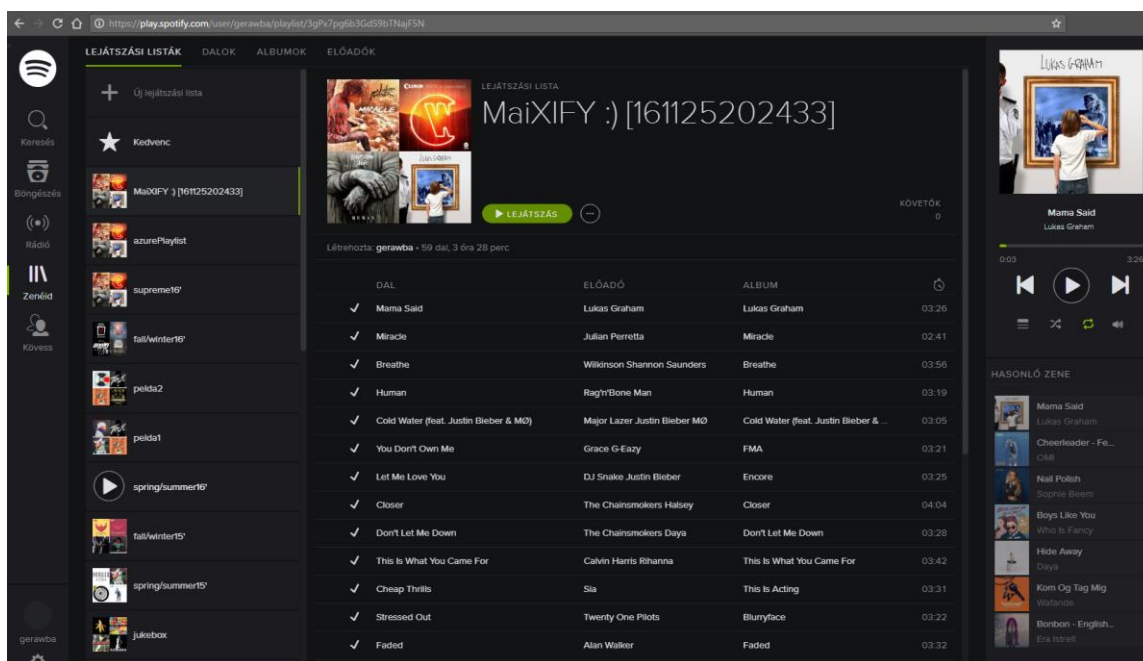 https://play.spotify.com/user/gerawba/playlist/3gPx7pg6b3GdS9bTNajF5N
Keresés
Böngészés
Rádió
Zenéid
Kövess
gerawba
LEJÁTSZÁSI LISTÁK DALOK ALBUMOK ELŐADÓK
Új lejátszási lista
Kedvenc
MaiXIFY :) [161125202433]
azurePlaylist
supreme16'
fall/winter16'
pelda2
pelda1
spring/summer16'
fall/winter15'
spring/summer15'
jukebox
LEJÁTSZÁSI LISTA
MaiXIFY :) [161125202433]
LEJÁTSZÁS
KÖVETŐK
0
Létrehozta: gerawba • 59 dal, 3 óra 28 perc
DAL ELŐADÓ ALBUM
Mama Said Lukas Graham Lukas Graham 03:26
Miracle Julian Perretta Miracle 02:41
Breathe Wilkinson Shannon Saunders Breathe 03:56
Human Rag'n'Bone Man Human 03:19
Cold Water (feat. Justin Bieber & MØ) Major Lazer Justin Bieber MØ Cold Water (feat. Justin Bieber & ... 03:05
You Don't Own Me Grace G-Eazy FMA 03:21
Let Me Love You DJ Snake Justin Bieber Encore 03:25
Closer The Chainsmokers Halsey Closer 04:04
Don't Let Me Down The Chainsmokers Daya Don't Let Me Down 03:28
This Is What You Came For Calvin Harris Rihanna This Is What You Came For 03:42
Cheap Thrills Sia This Is Acting 03:31
Stressed Out Twenty One Pilots Blurryface 03:22
Faded Alan Walker Faded 03:32
LUKAS GRAHAM
Mama Said
Lukas Graham
0:03 3:26
HASONLÓ ZENE
Mama Said
Lukas Graham
Cheerleader - Fe...
OMI
Nail Polish
Sophie Beem
Boys Like You
Who Is Fancy
Hide Away
Daya
Kom Og Tag Mig
Wafande
Bonbon - English...
Era Istrefi